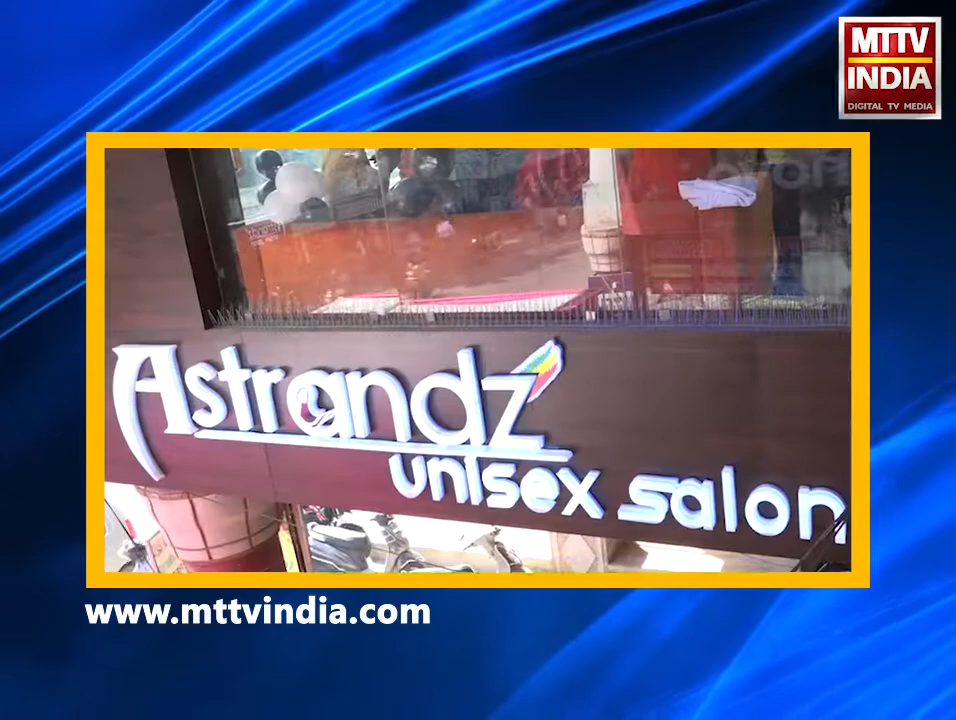 MTTV
INDIA
DIGITAL TV MEDIA
Astrandz
unisex salon
www.mttvindia.com